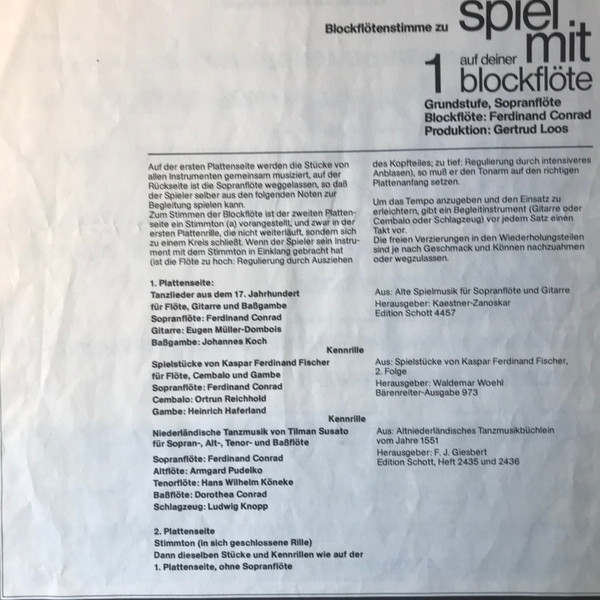 Blockflötenstimme zu
spiel mit
1 auf deiner
blockflöte
Grundstufe, Sopranflöte
Blockflöte: Ferdinand Conrad
Produktion: Gertrud Loos
Auf der ersten Plattenseite werden die Stücke von
allen Instrumenten gemeinsam musiziert, auf der
Rückseite ist die Sopranflöte weggelassen, so daß
der Spieler selber aus den folgenden Noten zur
Begleitung spielen kann.
Zum Stimmen der Blockflöte ist der zweiten Platten-
seite ein Stimmton (a) vorangestellt, und zwar in der
ersten Plattenrille, die nicht weiterläuft, sondern sich
zu einem Kreis schließt. Wenn der Spieler sein Instru-
ment mit dem Stimmton in Einklang gebracht hat
(ist die Flöte zu hoch: Regulierung durch Ausziehen
des Kopfteiles; zu tief: Regulierung durch intensiveres
Anblasen), so muß er den Tonarm auf den richtigen
Plattenanfang setzen.
Um das Tempo anzugeben und den Einsatz zu
erleichtern, gibt ein Begleitinstrument (Gitarre oder
Cembalo oder Schlagzeug) vor jedem Satz einen
Takt vor.
Die freien Verzierungen in den Wiederholungsteilen
sind je nach Geschmack und Können nachzuahmen
oder wegzulassen.
1. Plattenseite:
Tanzlieder aus dem 17. Jahrhundert
für Flöte, Gitarre und Baßgambe
Sopranflöte: Ferdinand Conrad
Gitarre: Eugen Müller-Dombois
Baßgambe: Johannes Koch
Aus: Alte Spielmusik für Sopranflöte und Gitarre
Herausgeber: Kaestner-Zanoskar
Edition Schott 4457
Kennrille
Spielstücke von Kaspar Ferdinand Fischer
für Flöte, Cembalo und Gambe
Sopranflöte: Ferdinand Conrad
Cembalo: Ortrun Reichhold
Gambe: Heinrich Haferland
Aus: Spielstücke von Kaspar Ferdinand Fischer,
2. Folge
Herausgeber: Waldemar Woehl
Bärenreiter-Ausgabe 973
Kennrille
Niederländische Tanzmusik von Tilman Susato
für Sopran-, Alt-, Tenor- und Baßflöte
Sopranflöte: Ferdinand Conrad
Altflöte: Armgard Pudelko
Tenorflöte: Hans Wilhelm Köneke
Baßflöte: Dorothea Conrad
Schlagzeug: Ludwig Knopp
Aus: Altniederländisches Tanzmusikbüchlein
vom Jahre 1551
Herausgeber: F. J. Giesbert
Edition Schott, Heft 2435 und 2436
2. Plattenseite
Stimmton (in sich geschlossene Rille)
Dann dieselben Stücke und Kennrillen wie auf der
1. Plattenseite, ohne Sopranflöte